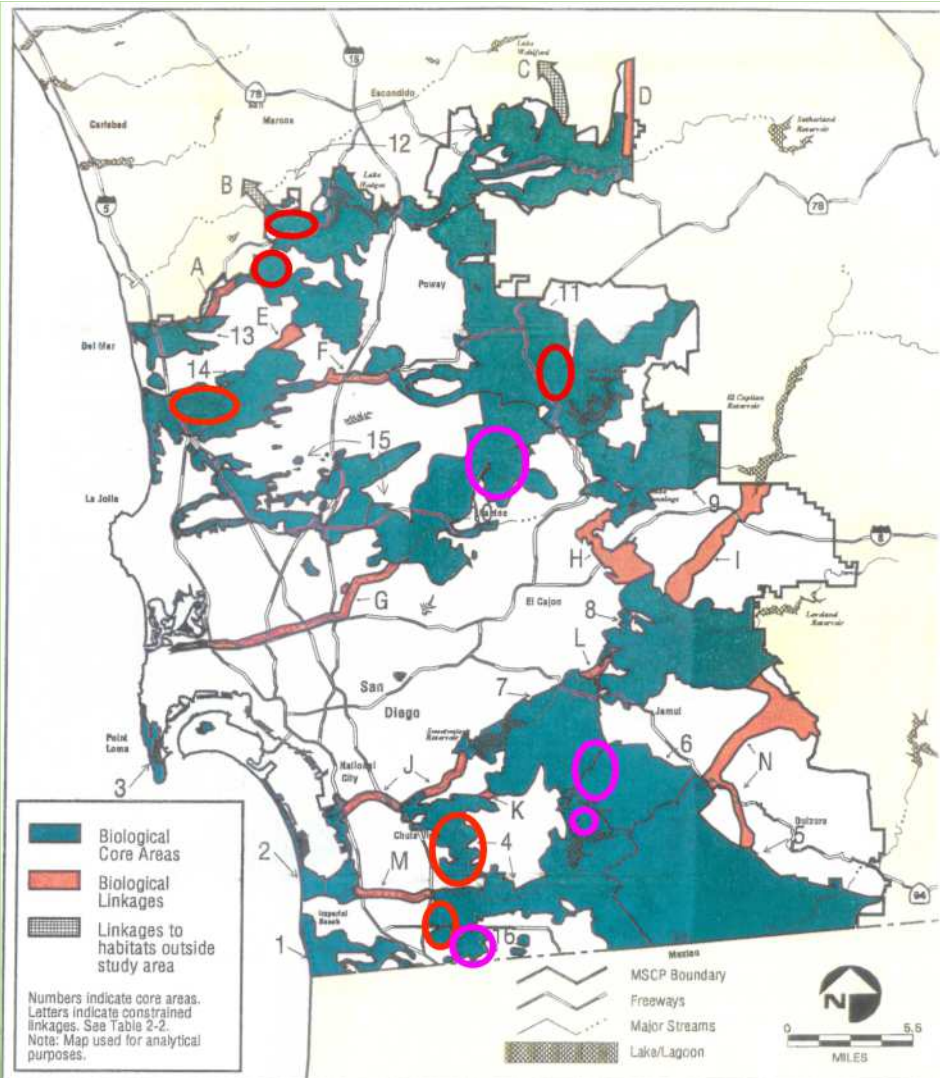 Lake
Wohlford
15
C
78
San
Marcos
Escondido
D
Carlsbad
Sutherland
Reservoir
12
B
Lake
Hodges
5
78
A
Poway
11
E
13
Del Mar
F
14
El Capitan
Reservoir
15
La Jolla
9
8
H
I
G
El Cajon
8
Loveland
Reservoir
L
San
Diego
7
Jamul
Point
Loma
Sweetwater
Reservoir
6
National
City
J
N
3
K
Chula Vi
4
Dulzura
5
2
M
94
Imperial
Beach
16
1
Mexico
Biological
Core Areas
Biological
Linkages
Linkages to
habitats outside
study area
Numbers indicate core areas.
Letters indicate constrained
linkages. See Table 2-2.
Note: Map used for analytical
purposes.
MSCP Boundary
Freeways
Major Streams
Lake/Lagoon
N
0
5.5
MILES